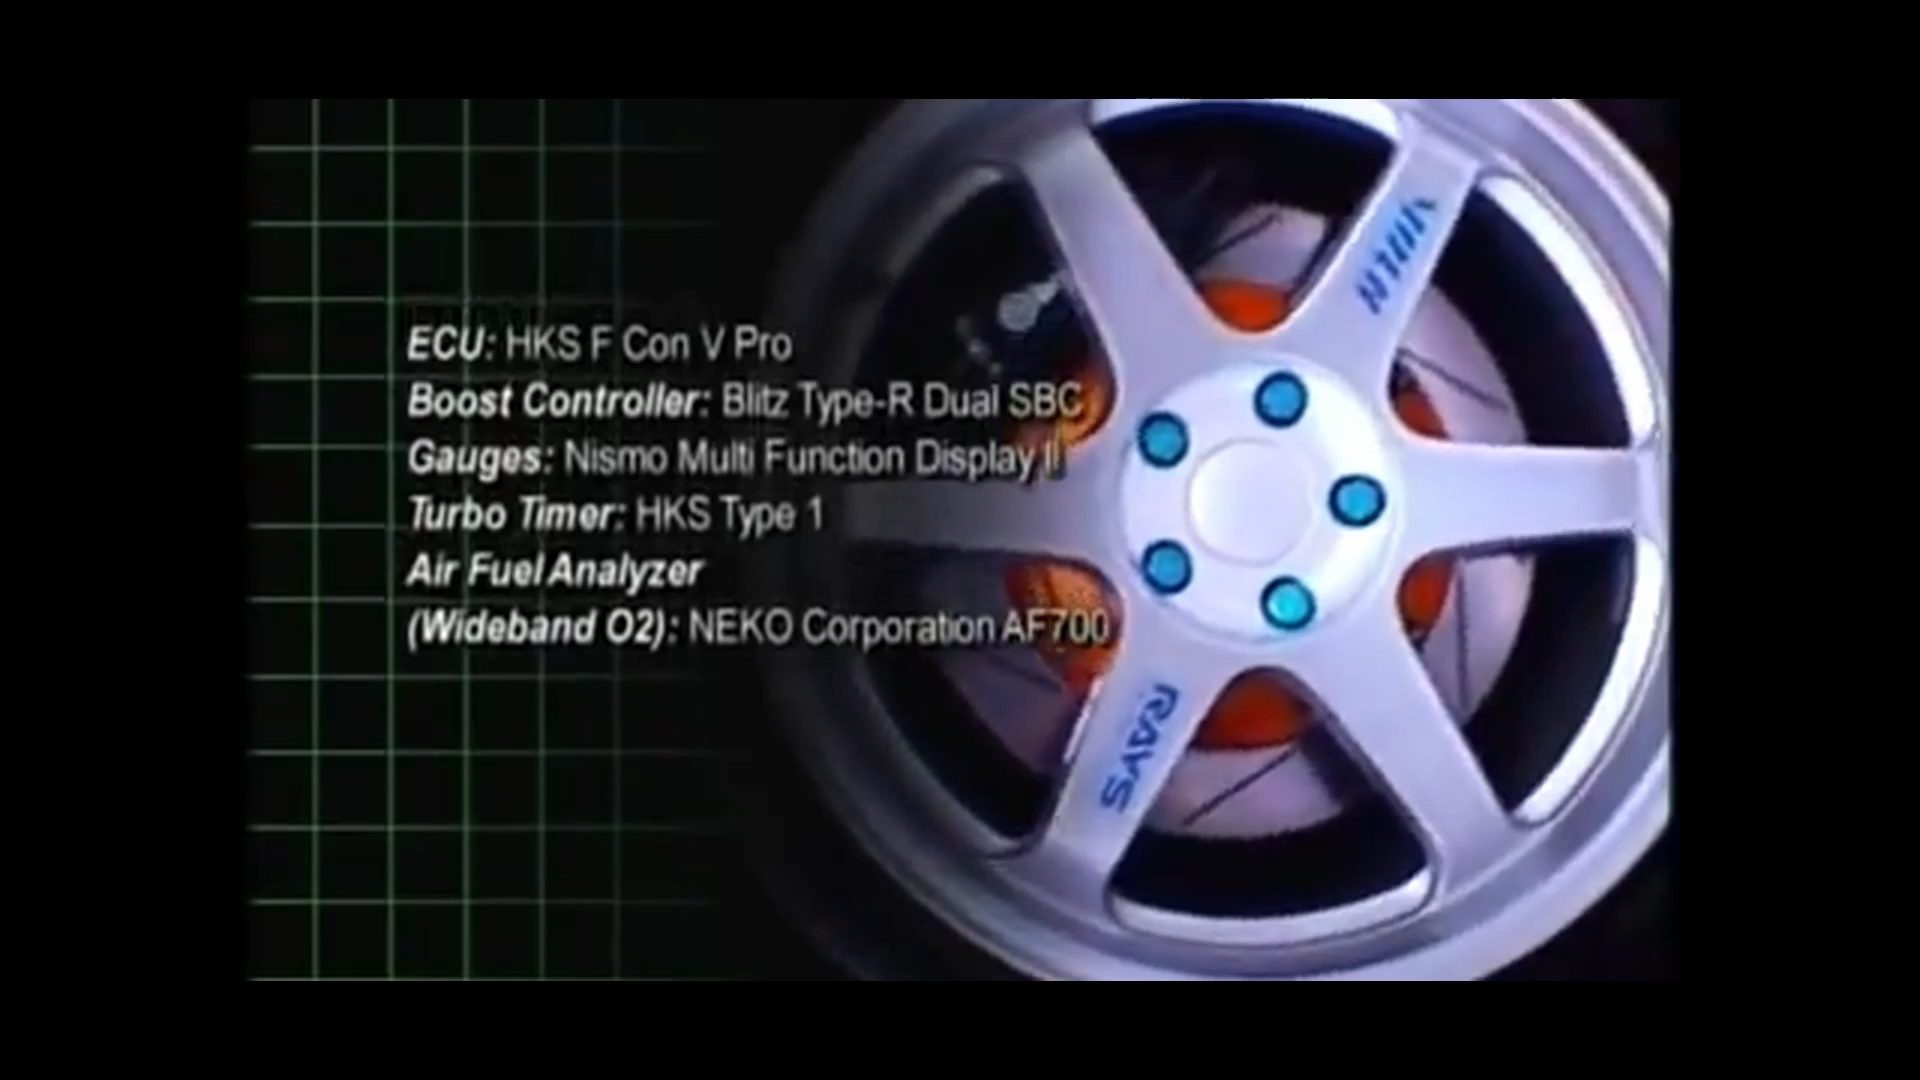 ECU: HKS F Con V Pro
Boost Controller: Blitz Type-R Dual SBC
Gauges: Nismo Multi Function Display II
Turbo Timer: HKS Type 1
Air Fuel Analyzer
(Wideband O2): NEKO Corporation AF700
RAYS